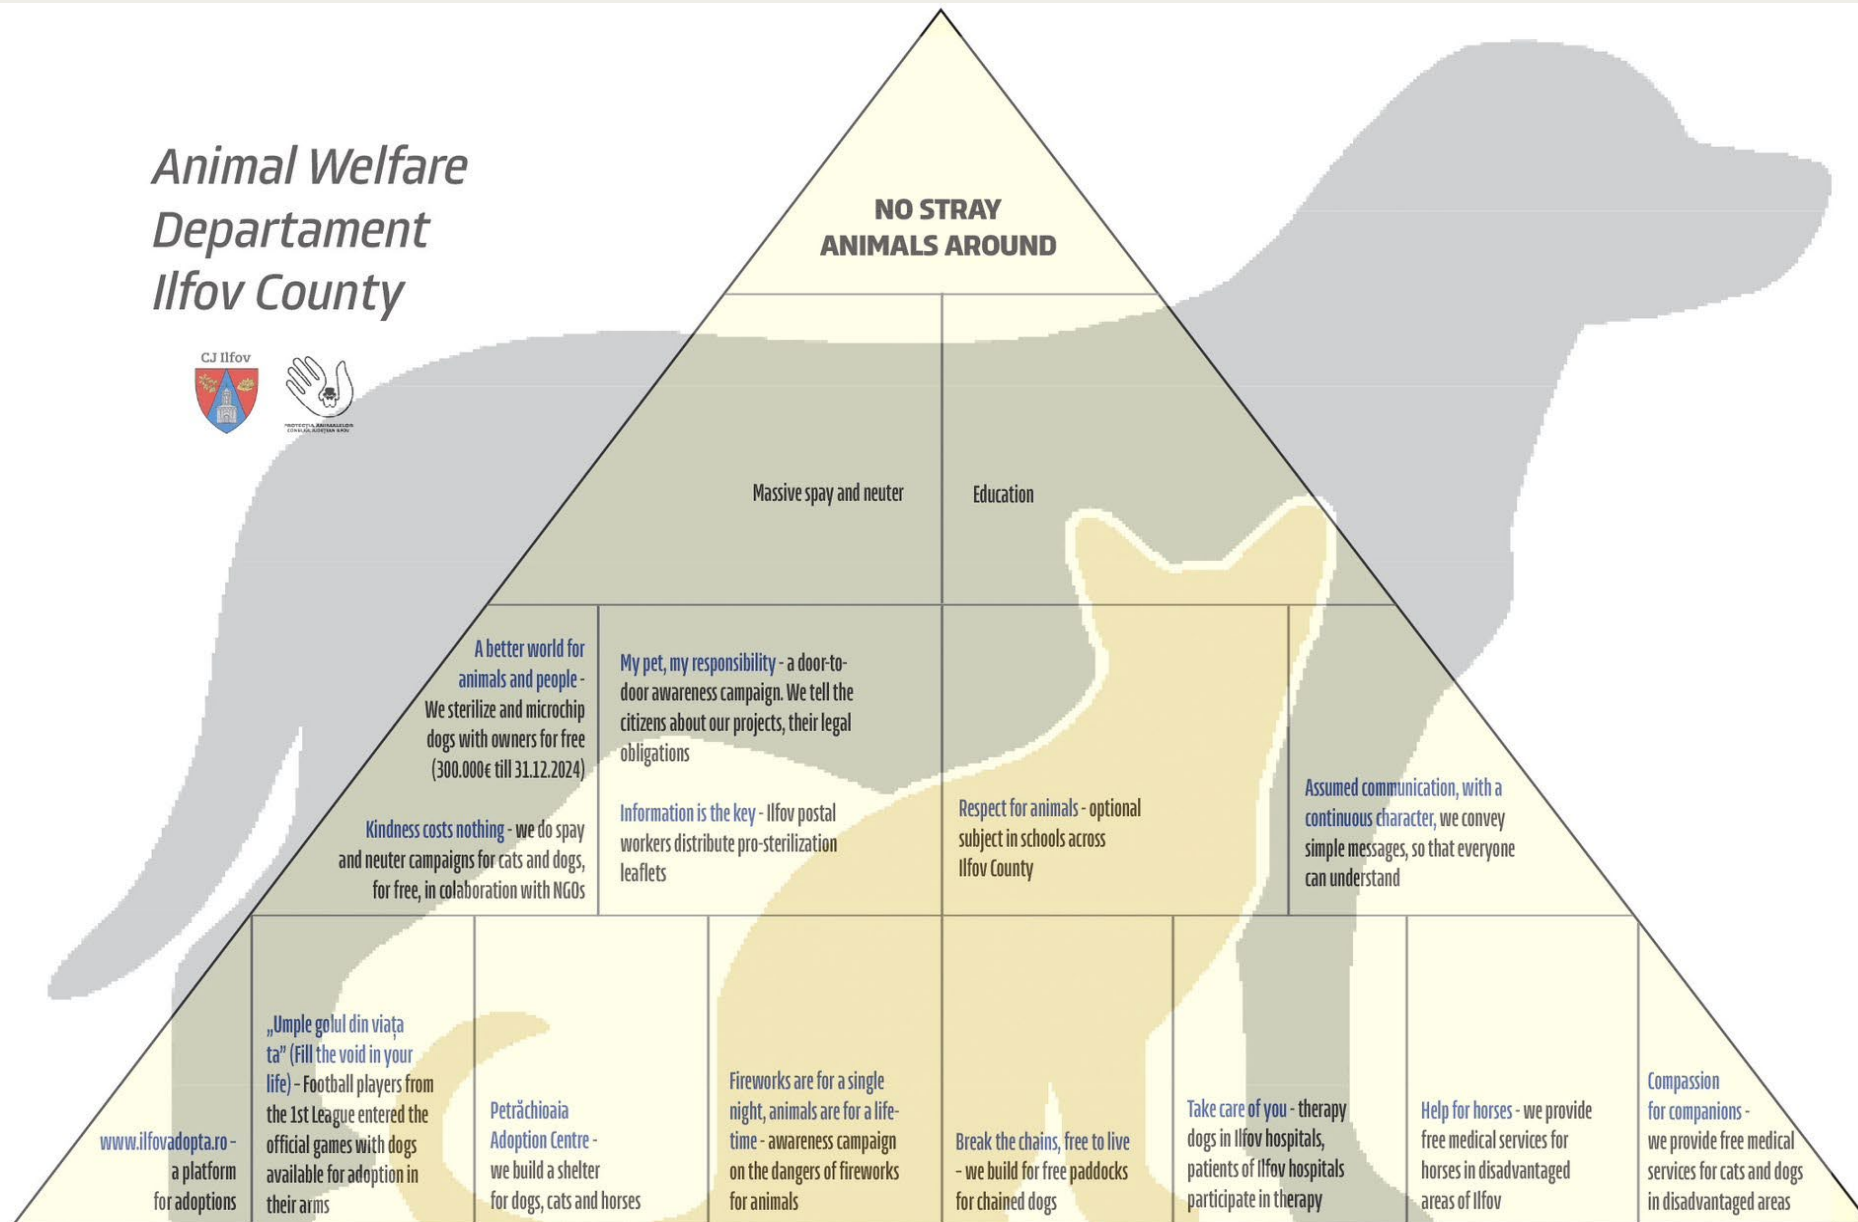 Animal Welfare
Departament
Ilfov County
CJ Ilfov
PROTECȚIA ANIMALELOR
CONSILIUL JUDEȚEAN ILFOV
NO STRAY
ANIMALS AROUND
Massive spay and neuter
Education
A better world for
animals and people -
We sterilize and microchip
dogs with owners for free
(300.000€ till 31.12.2024)
Kindness costs nothing - we do spay
and neuter campaigns for cats and dogs,
for free, in colaboration with NGOs
My pet, my responsibility - a door-to-
door awareness campaign. We tell the
citizens about our projects, their legal
obligations
Information is the key - Ilfov postal
workers distribute pro-sterilization
leaflets
Respect for animals - optional
subject in schools across
Ilfov County
Assumed communication, with a
continuous character, we convey
simple messages, so that everyone
can understand
www.ilfovadopta.ro -
a platform
for adoptions
„Umple golul din viața
ta” (Fill the void in your
life) - Football players from
the 1st League entered the
official games with dogs
available for adoption in
their arms
Petrăchioaia
Adoption Centre -
we build a shelter
for dogs, cats and horses
Fireworks are for a single
night, animals are for a life-
time - awareness campaign
on the dangers of fireworks
for animals
Break the chains, free to live
- we build for free paddocks
for chained dogs
Take care of you - therapy
dogs in Ilfov hospitals,
patients of Ilfov hospitals
participate in therapy
Help for horses - we provide
free medical services for
horses in disadvantaged
areas of Ilfov
Compassion
for companions -
we provide free medical
services for cats and dogs
in disadvantaged areas